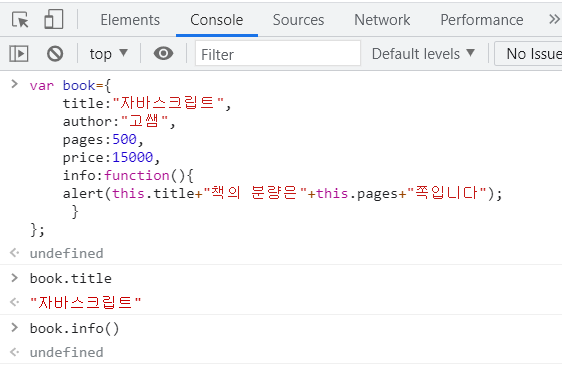 Elements Console Sources Network Performance »
top ▼ Filter Default levels ▼ No Issue
> var book={
title:"자바스크립트",
author:"고쌤",
pages:500,
price:15000,
info:function(){
alert(this.title+"책의 분량은"+this.pages+"쪽입니다");
}
};
undefined
> book.title
"자바스크립트"
> book.info()
undefined